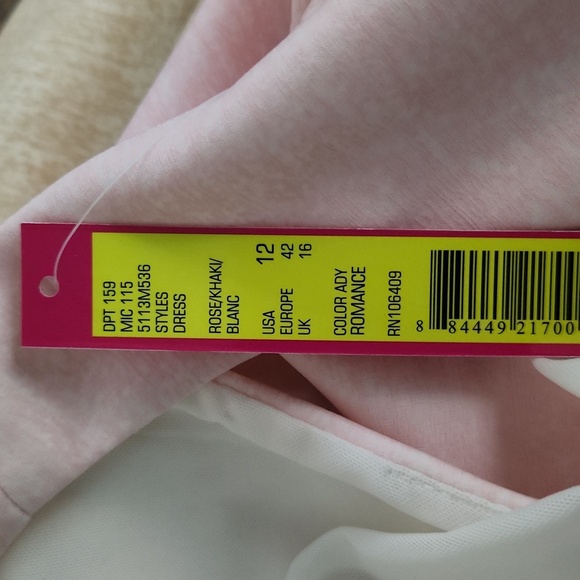 DPT 159
MIC 115
5113M536
STYLES
DRESS
ROSE/KHAKI/
BLANC
USA 12
EUROPE 42
UK 16
COLOR ADY
ROMANCE
RN106409
8 84449 21700